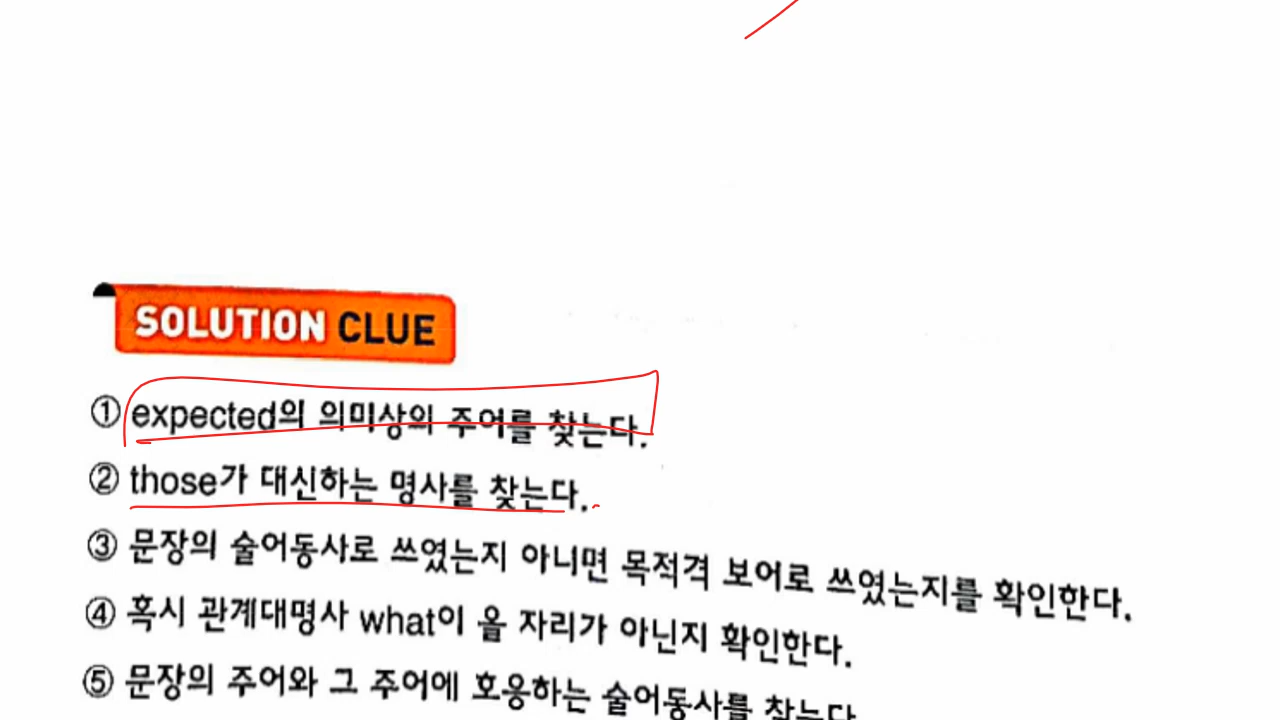 SOLUTION CLUE
① expected의 의미상의 주어를 찾는다.
② those가 대신하는 명사를 찾는다.
③ 문장의 술어동사로 쓰였는지 아니면 목적격 보어로 쓰였는지를 확인한다.
④ 혹시 관계대명사 what이 올 자리가 아닌지 확인한다.
⑤ 문장의 주어와 그 주어에 호응하는 술어동사를 찾는다